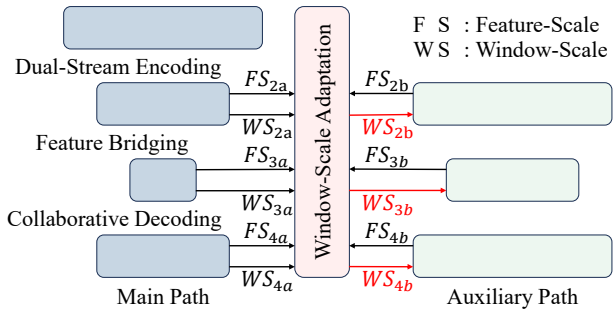 F S : Feature-Scale
W S : Window-Scale
Dual-Stream Encoding
FS2a
FS2b
WS2a
WS2b
Feature Bridging
FS3a
FS3b
WS3a
WS3b
Collaborative Decoding
FS4a
FS4b
WS4a
WS4b
Window-Scale Adaptation
Main Path
Auxiliary Path